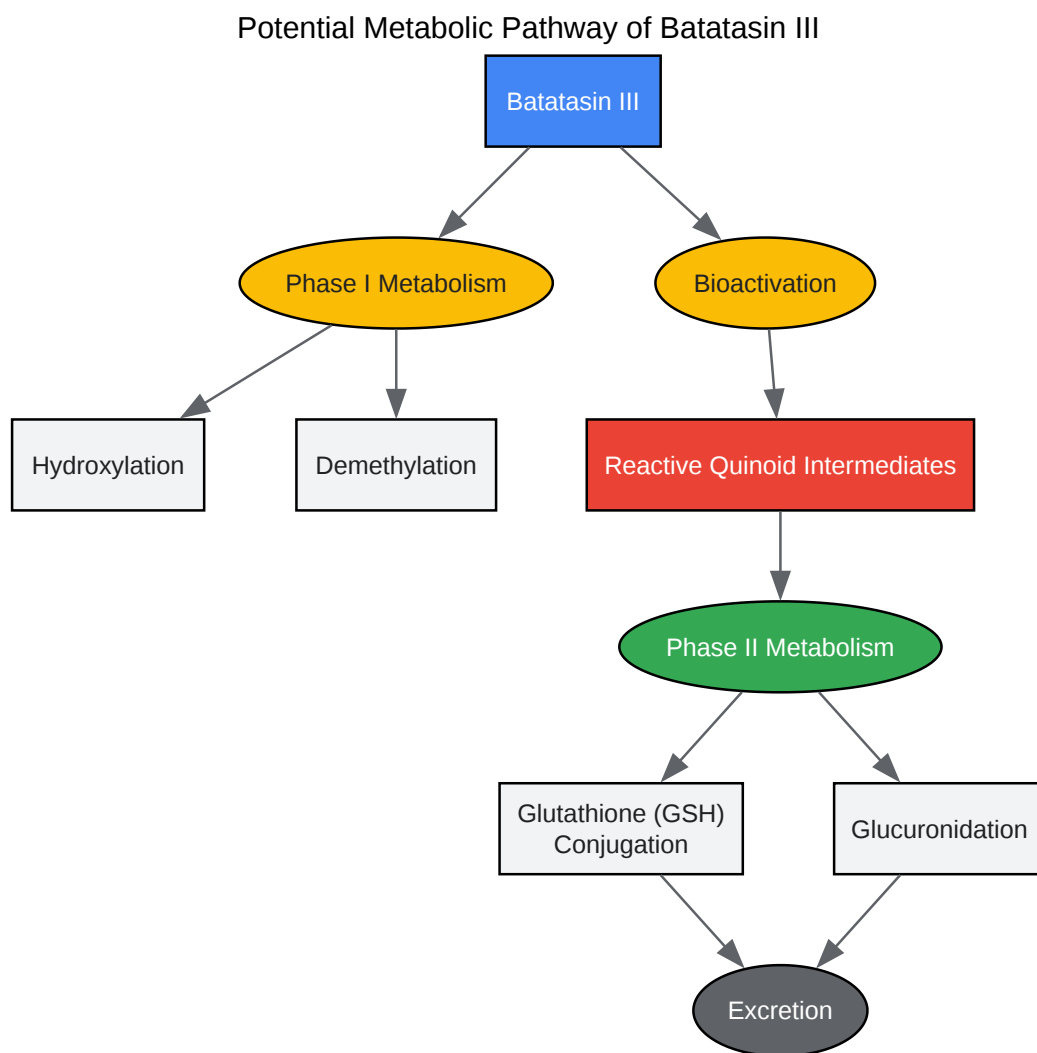 Potential Metabolic Pathway of Batatasin III
Batatasin III
Phase I Metabolism
Bioactivation
Hydroxylation
Demethylation
Reactive Quinoid Intermediates
Phase II Metabolism
Glutathione (GSH)
Conjugation
Glucuronidation
Excretion